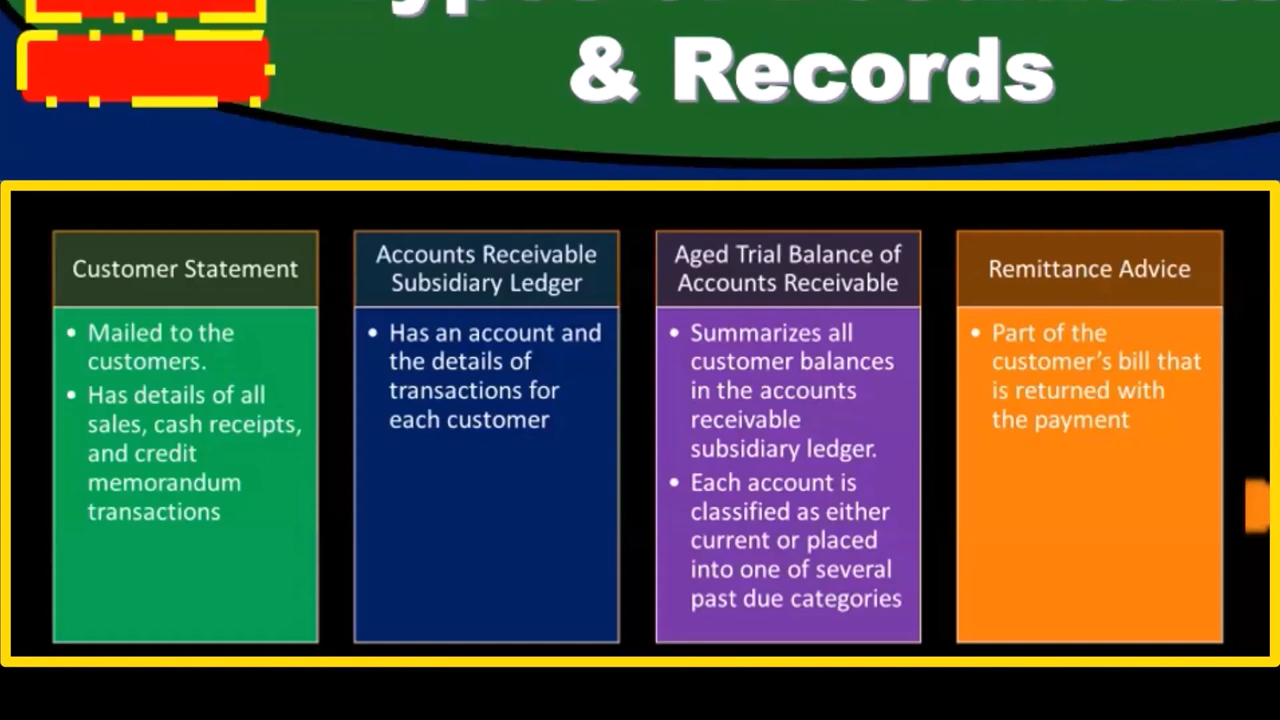 & Records
Customer Statement
• Mailed to the
customers.
• Has details of all
sales, cash receipts,
and credit
memorandum
transactions
Accounts Receivable
Subsidiary Ledger
• Has an account and
the details of
transactions for
each customer
Aged Trial Balance of
Accounts Receivable
• Summarizes all
customer balances
in the accounts
receivable
subsidiary ledger.
• Each account is
classified as either
current or placed
into one of several
past due categories
Remittance Advice
• Part of the
customer’s bill that
is returned with
the payment